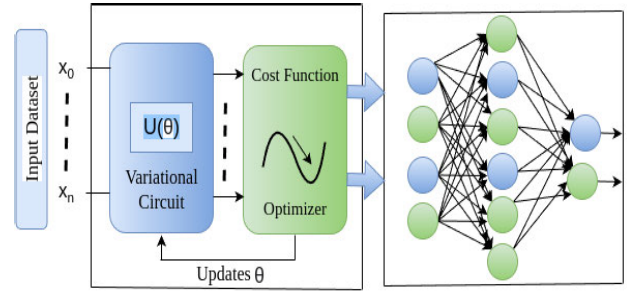 Input Dataset
X0
Xn
U(θ)
Variational
Circuit
Cost Function
Optimizer
Updates θ